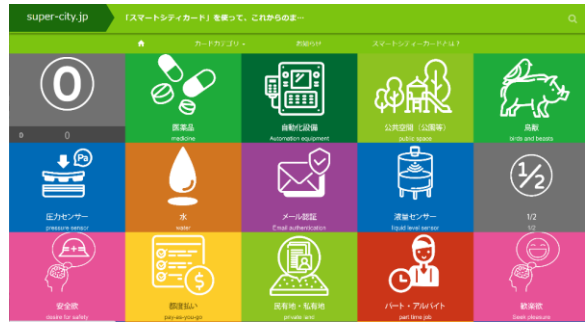 super-city.jp
「スマートシティカード」を使って、これからのま…
カードカテゴリ
お知らせ
スマートシティーカードとは？
0
0
0
医薬品
medicine
自動化設備
Automation equipment
公共空間（公園等）
public space
鳥獣
birds and beasts
Pa
圧力センサー
pressure sensor
水
water
メール認証
Email authentication
液量センサー
liquid level sensor
1/2
1/2
1/2
安全欲
desire for safety
$
都度払い
pay-as-you-go
民有地・私有地
private land
パート・アルバイト
part time job
歓楽欲
Seek pleasure